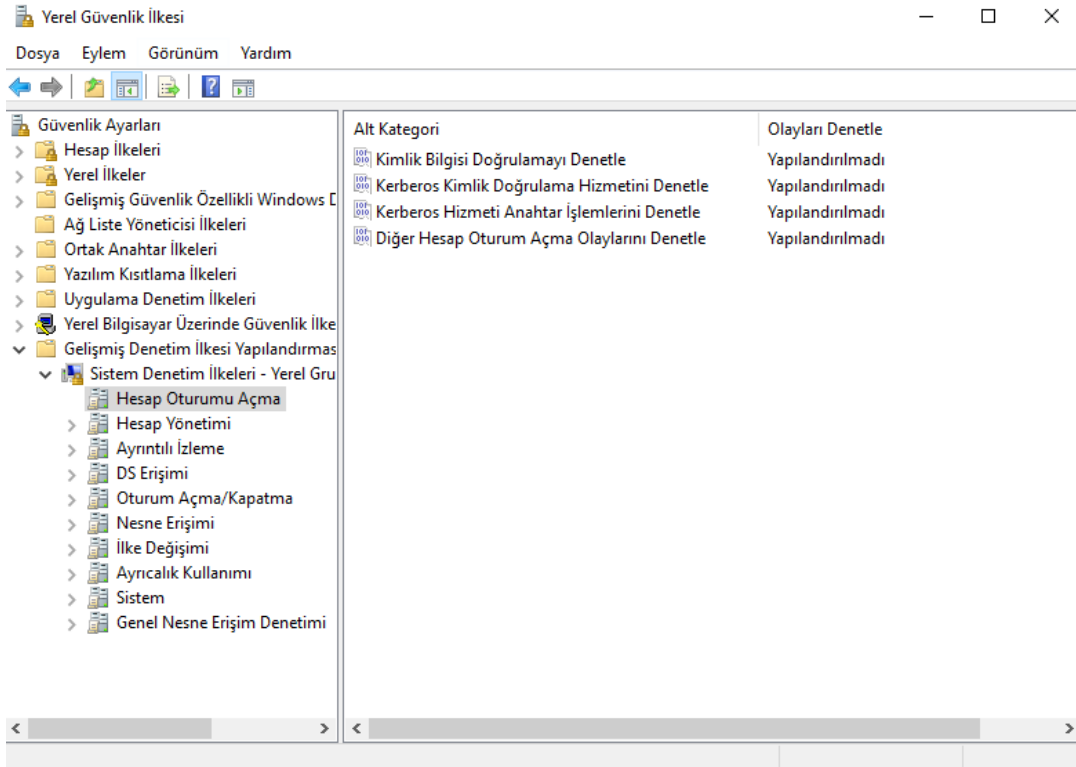 Yerel Güvenlik İlkesi
Dosya Eylem Görünüm Yardım
Güvenlik Ayarları
Hesap İlkeleri
Yerel İlkeler
Gelişmiş Güvenlik Özellikli Windows D
Ağ Liste Yöneticisi İlkeleri
Ortak Anahtar İlkeleri
Yazılım Kısıtlama İlkeleri
Uygulama Denetim İlkeleri
Yerel Bilgisayar Üzerinde Güvenlik İlke
Gelişmiş Denetim İlkesi Yapılandırmas
Sistem Denetim İlkeleri - Yerel Gru
Hesap Oturumu Açma
Hesap Yönetimi
Ayrıntılı İzleme
DS Erişimi
Oturum Açma/Kapatma
Nesne Erişimi
İlke Değişimi
Ayrıcalık Kullanımı
Sistem
Genel Nesne Erişim Denetimi
Alt Kategori Olayları Denetle
Kimlik Bilgisi Doğrulamayı Denetle Yapılandırılmadı
Kerberos Kimlik Doğrulama Hizmetini Denetle Yapılandırılmadı
Kerberos Hizmeti Anahtar İşlemlerini Denetle Yapılandırılmadı
Diğer Hesap Oturum Açma Olaylarını Denetle Yapılandırılmadı